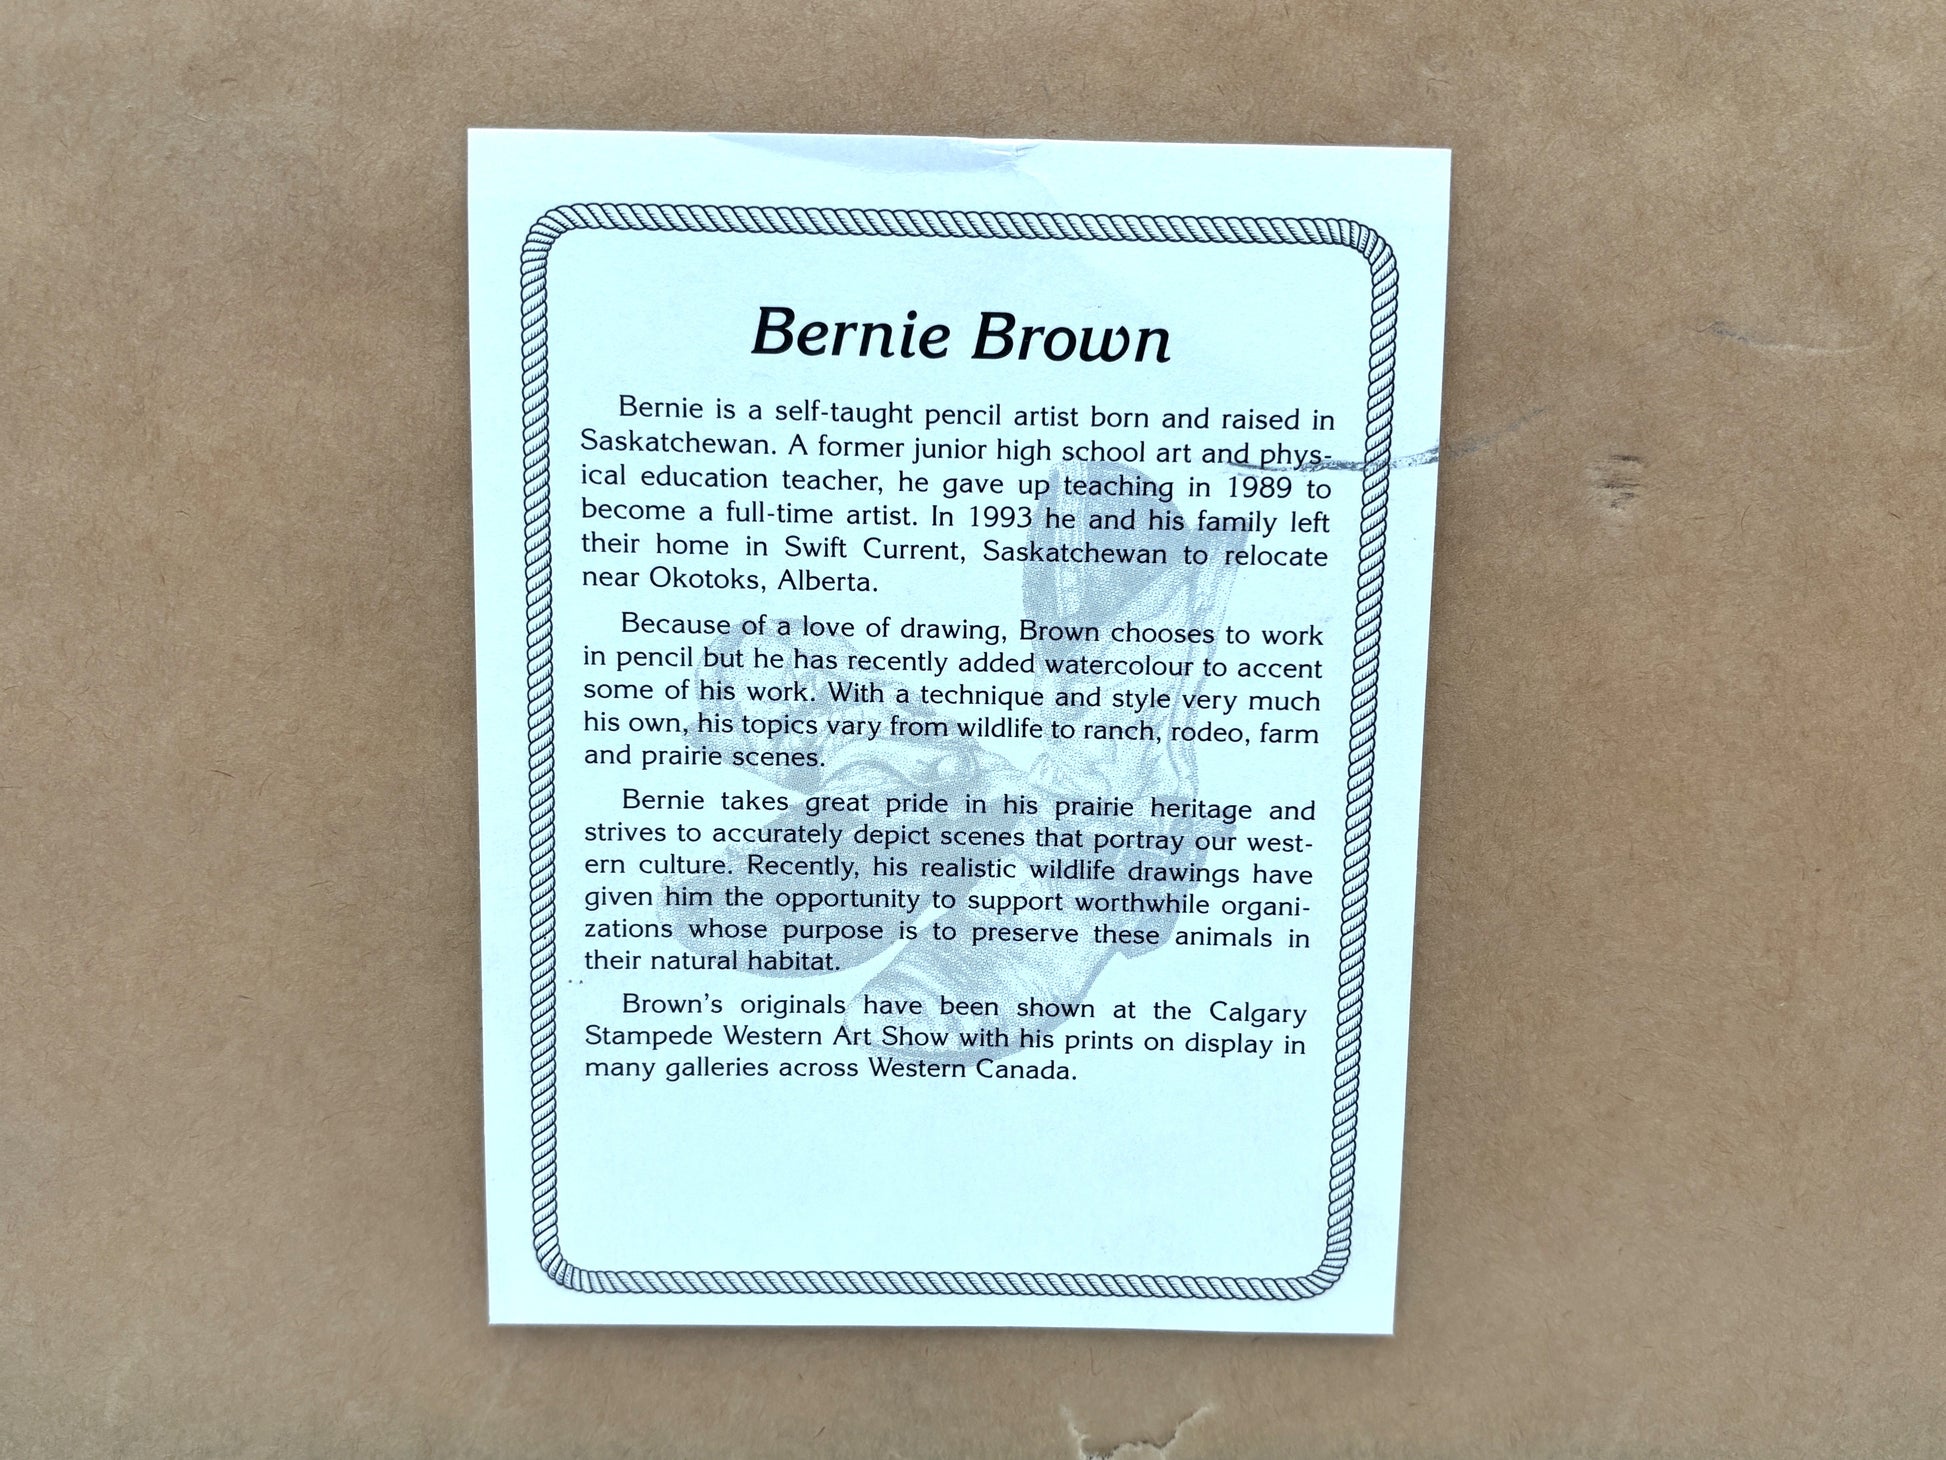 Bernie Brown
Bernie is a self-taught pencil artist born and raised in
Saskatchewan. A former junior high school art and phys-
ical education teacher, he gave up teaching in 1989 to
become a full-time artist. In 1993 he and his family left
their home in Swift Current, Saskatchewan to relocate
near Okotoks, Alberta.
Because of a love of drawing, Brown chooses to work
in pencil but he has recently added watercolour to accent
some of his work. With a technique and style very much
his own, his topics vary from wildlife to ranch, rodeo, farm
and prairie scenes.
Bernie takes great pride in his prairie heritage and
strives to accurately depict scenes that portray our west-
ern culture. Recently, his realistic wildlife drawings have
given him the opportunity to support worthwhile organi-
zations whose purpose is to preserve these animals in
their natural habitat.
Brown's originals have been shown at the Calgary
Stampede Western Art Show with his prints on display in
many galleries across Western Canada.